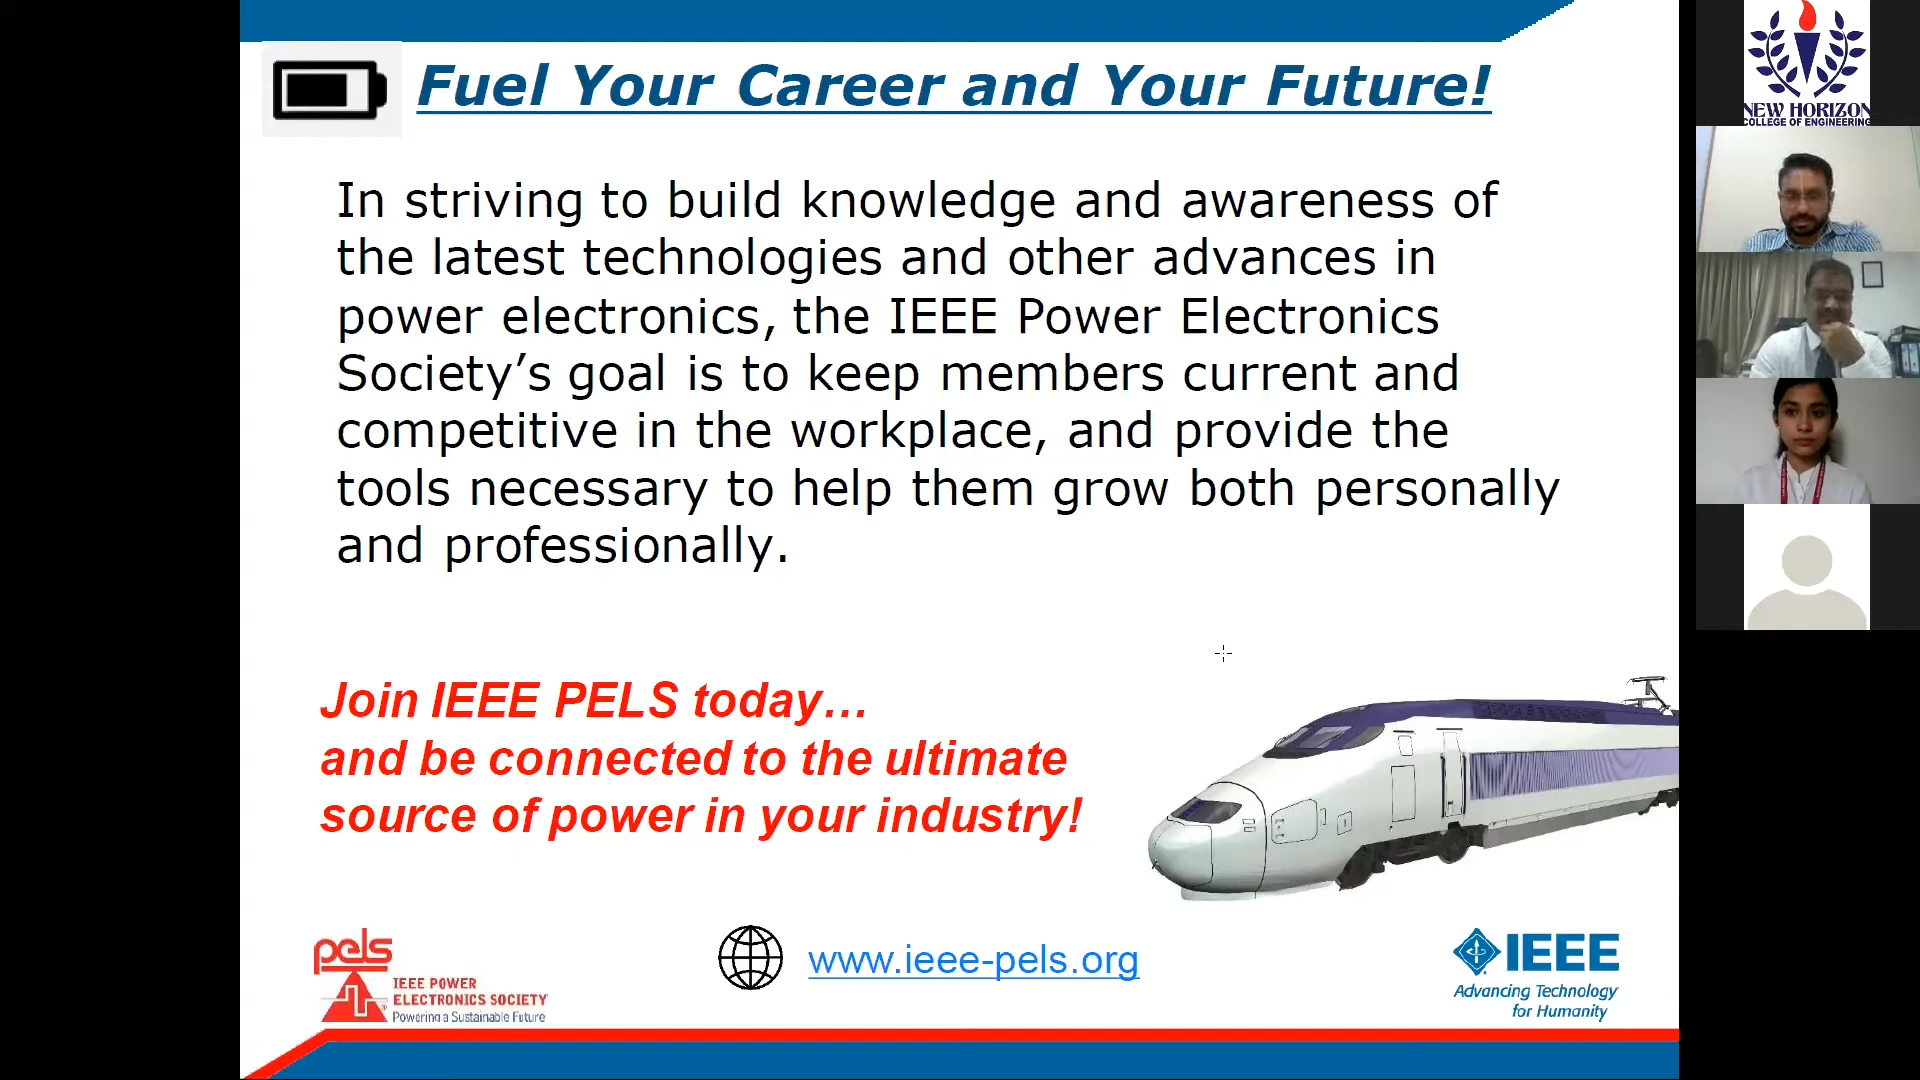 Fuel Your Career and Your Future!
In striving to build knowledge and awareness of
the latest technologies and other advances in
power electronics, the IEEE Power Electronics
Society’s goal is to keep members current and
competitive in the workplace, and provide the
tools necessary to help them grow both personally
and professionally.
Join IEEE PELS today…
and be connected to the ultimate
source of power in your industry!
pels
IEEE POWER
ELECTRONICS SOCIETY
Powering a Sustainable Future
www.ieee-pels.org
IEEE
Advancing Technology
for Humanity
NEW HORIZON
COLLEGE OF ENGINEERING